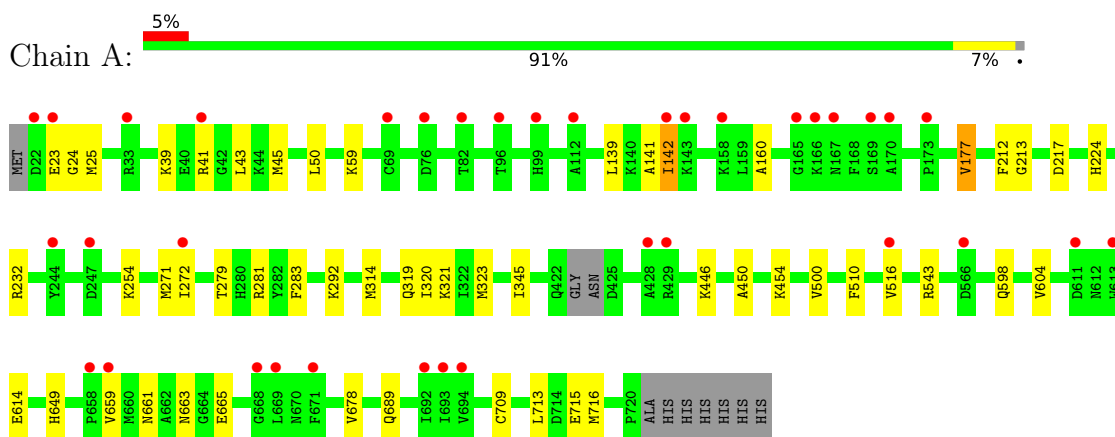 5%
Chain A:
91% 7% •
MET D22 E23 G24 M25 R33 K39 E40 R41 G42 L43 K44 M45 L50 K59 C69 D76 T82 T96 H99 A112 L139 K140 A141 I142 K143 K158 L159 A160 G165 K166 N167 F168 S169 A170 P173 V177 F212 G213 D217 H224
R232 Y244 D247 K254 M271 I272 T279 H280 R281 Y282 F283 K292 M314 Q319 I320 K321 I322 M323 I345 Q422 GLY ASN D425 A428 R429 K446 A450 K454 V500 F510 V516 R543 D566 Q598 V604 D611 N612 W613
E614 H649 P658 V659 M660 N661 A662 N663 G664 E665 G668 L669 N670 F671 V678 Q689 I692 I693 V694 C709 L713 D714 E715 M716 P720 ALA HIS HIS HIS HIS HIS HIS